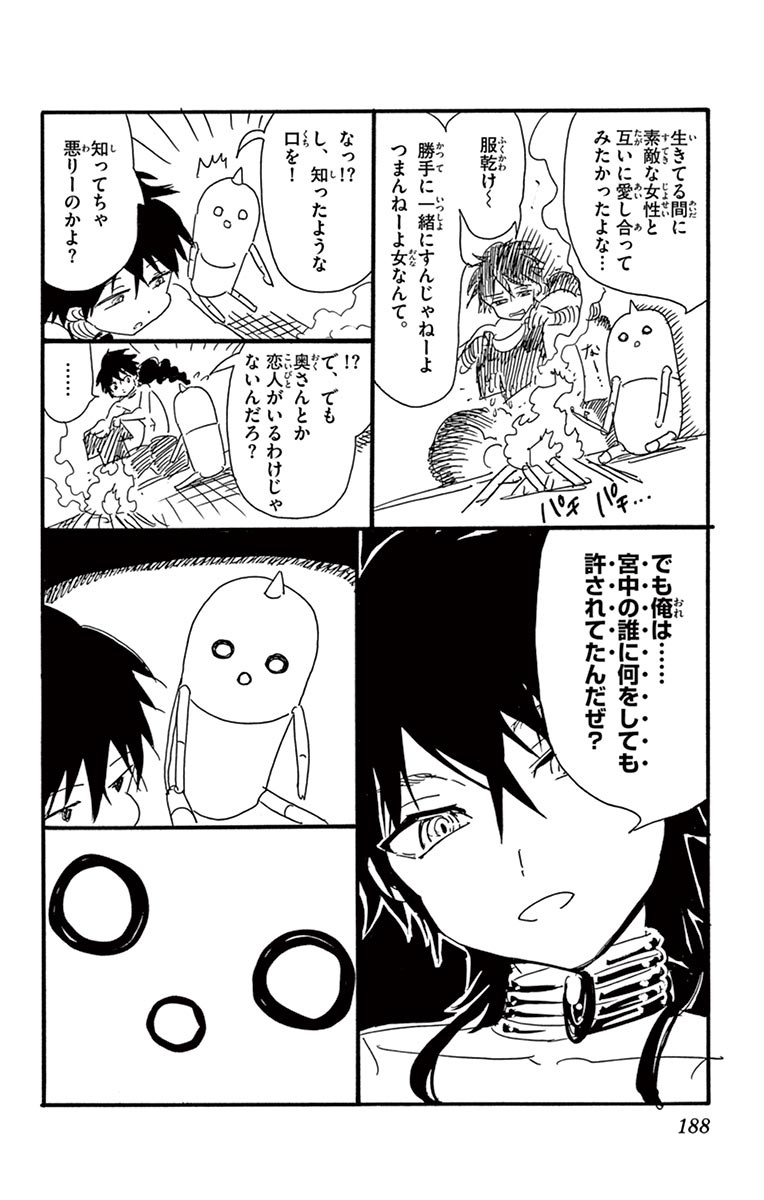 生きてる間に
素敵な女性と
互いに愛し合って
みたかったよな…
なー
服乾け〜
勝手に一緒にすんじゃねーよ
つまんねーよ女なんて。
パチ パチ…
なっ!?
し、知ったような
口を!
知ってちゃ
悪りーのかよ?
!?
で、でも
奥さんとか
恋人がいるわけじゃ
ないんだろ?
……
でも俺は……
宮中の誰に何をしても
許されてたんだぜ?
188